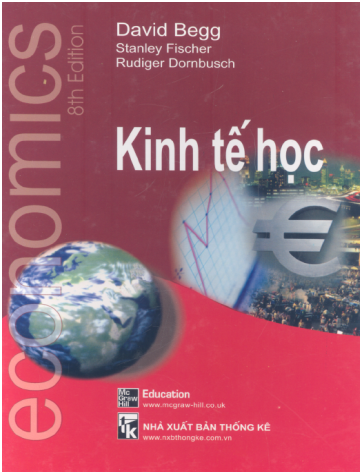 David Begg
Stanley Fischer
Rudiger Dornbusch
economics
8th Edition
Kinh tế học
€
Mc
Graw
Hill
Education
www.mcgraw-hill.co.uk
NHÀ XUẤT BẢN THỐNG KÊ
www.nxbthongke.com.vn